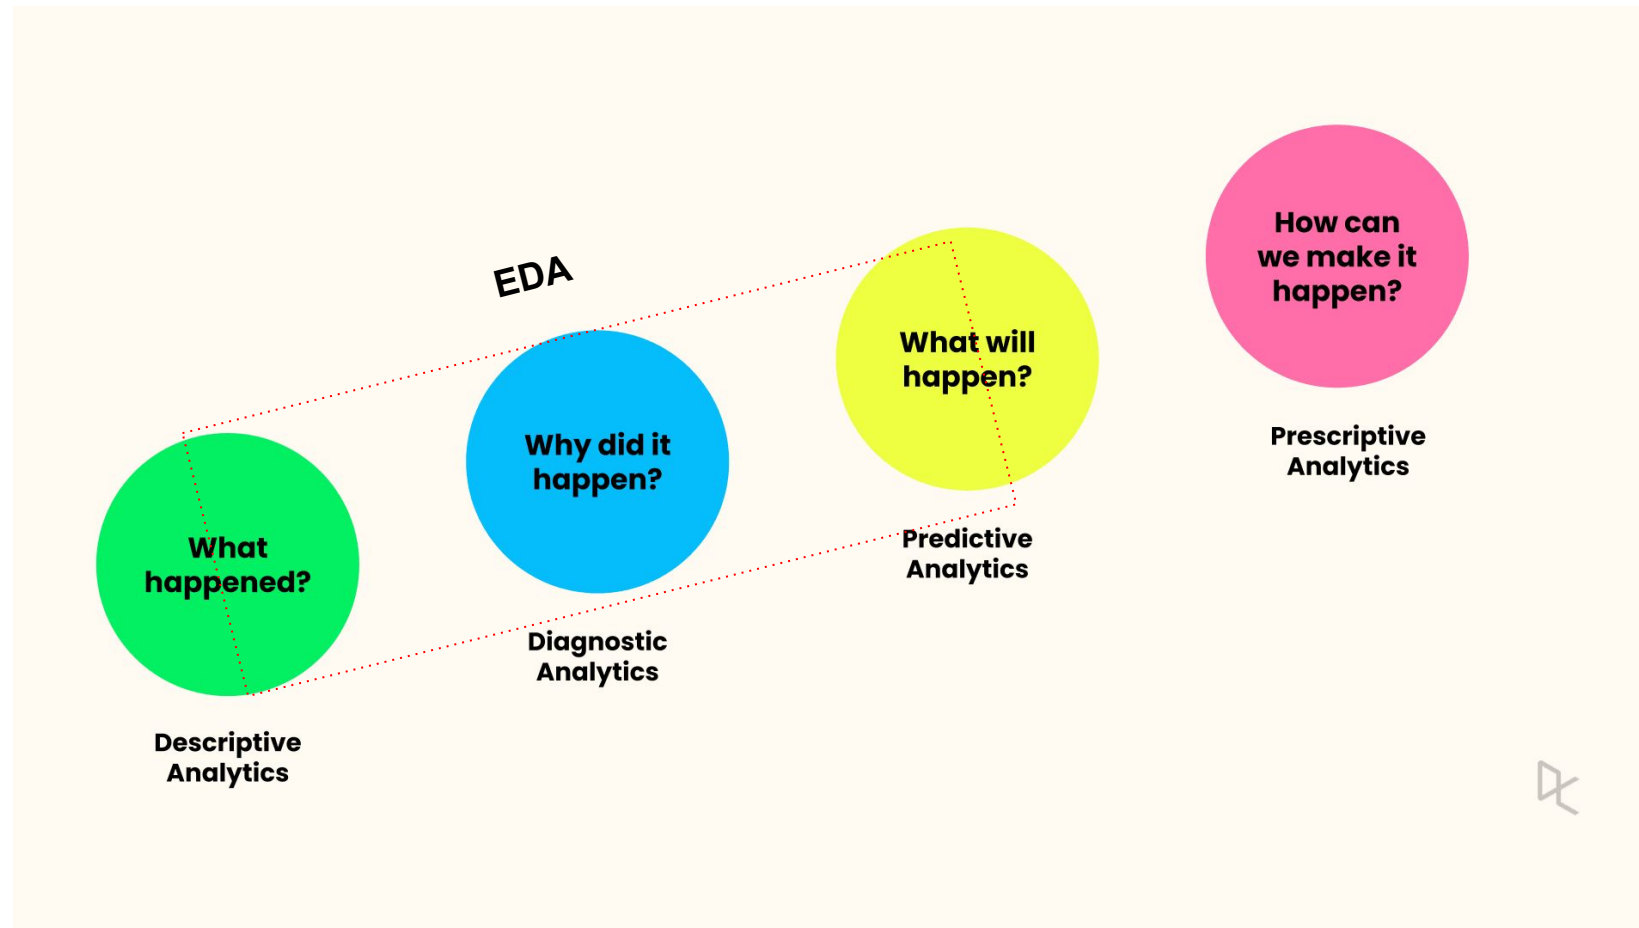 EDA
What
happened?
Descriptive
Analytics
Why did it
happen?
Diagnostic
Analytics
What will
happen?
Predictive
Analytics
How can
we make it
happen?
Prescriptive
Analytics